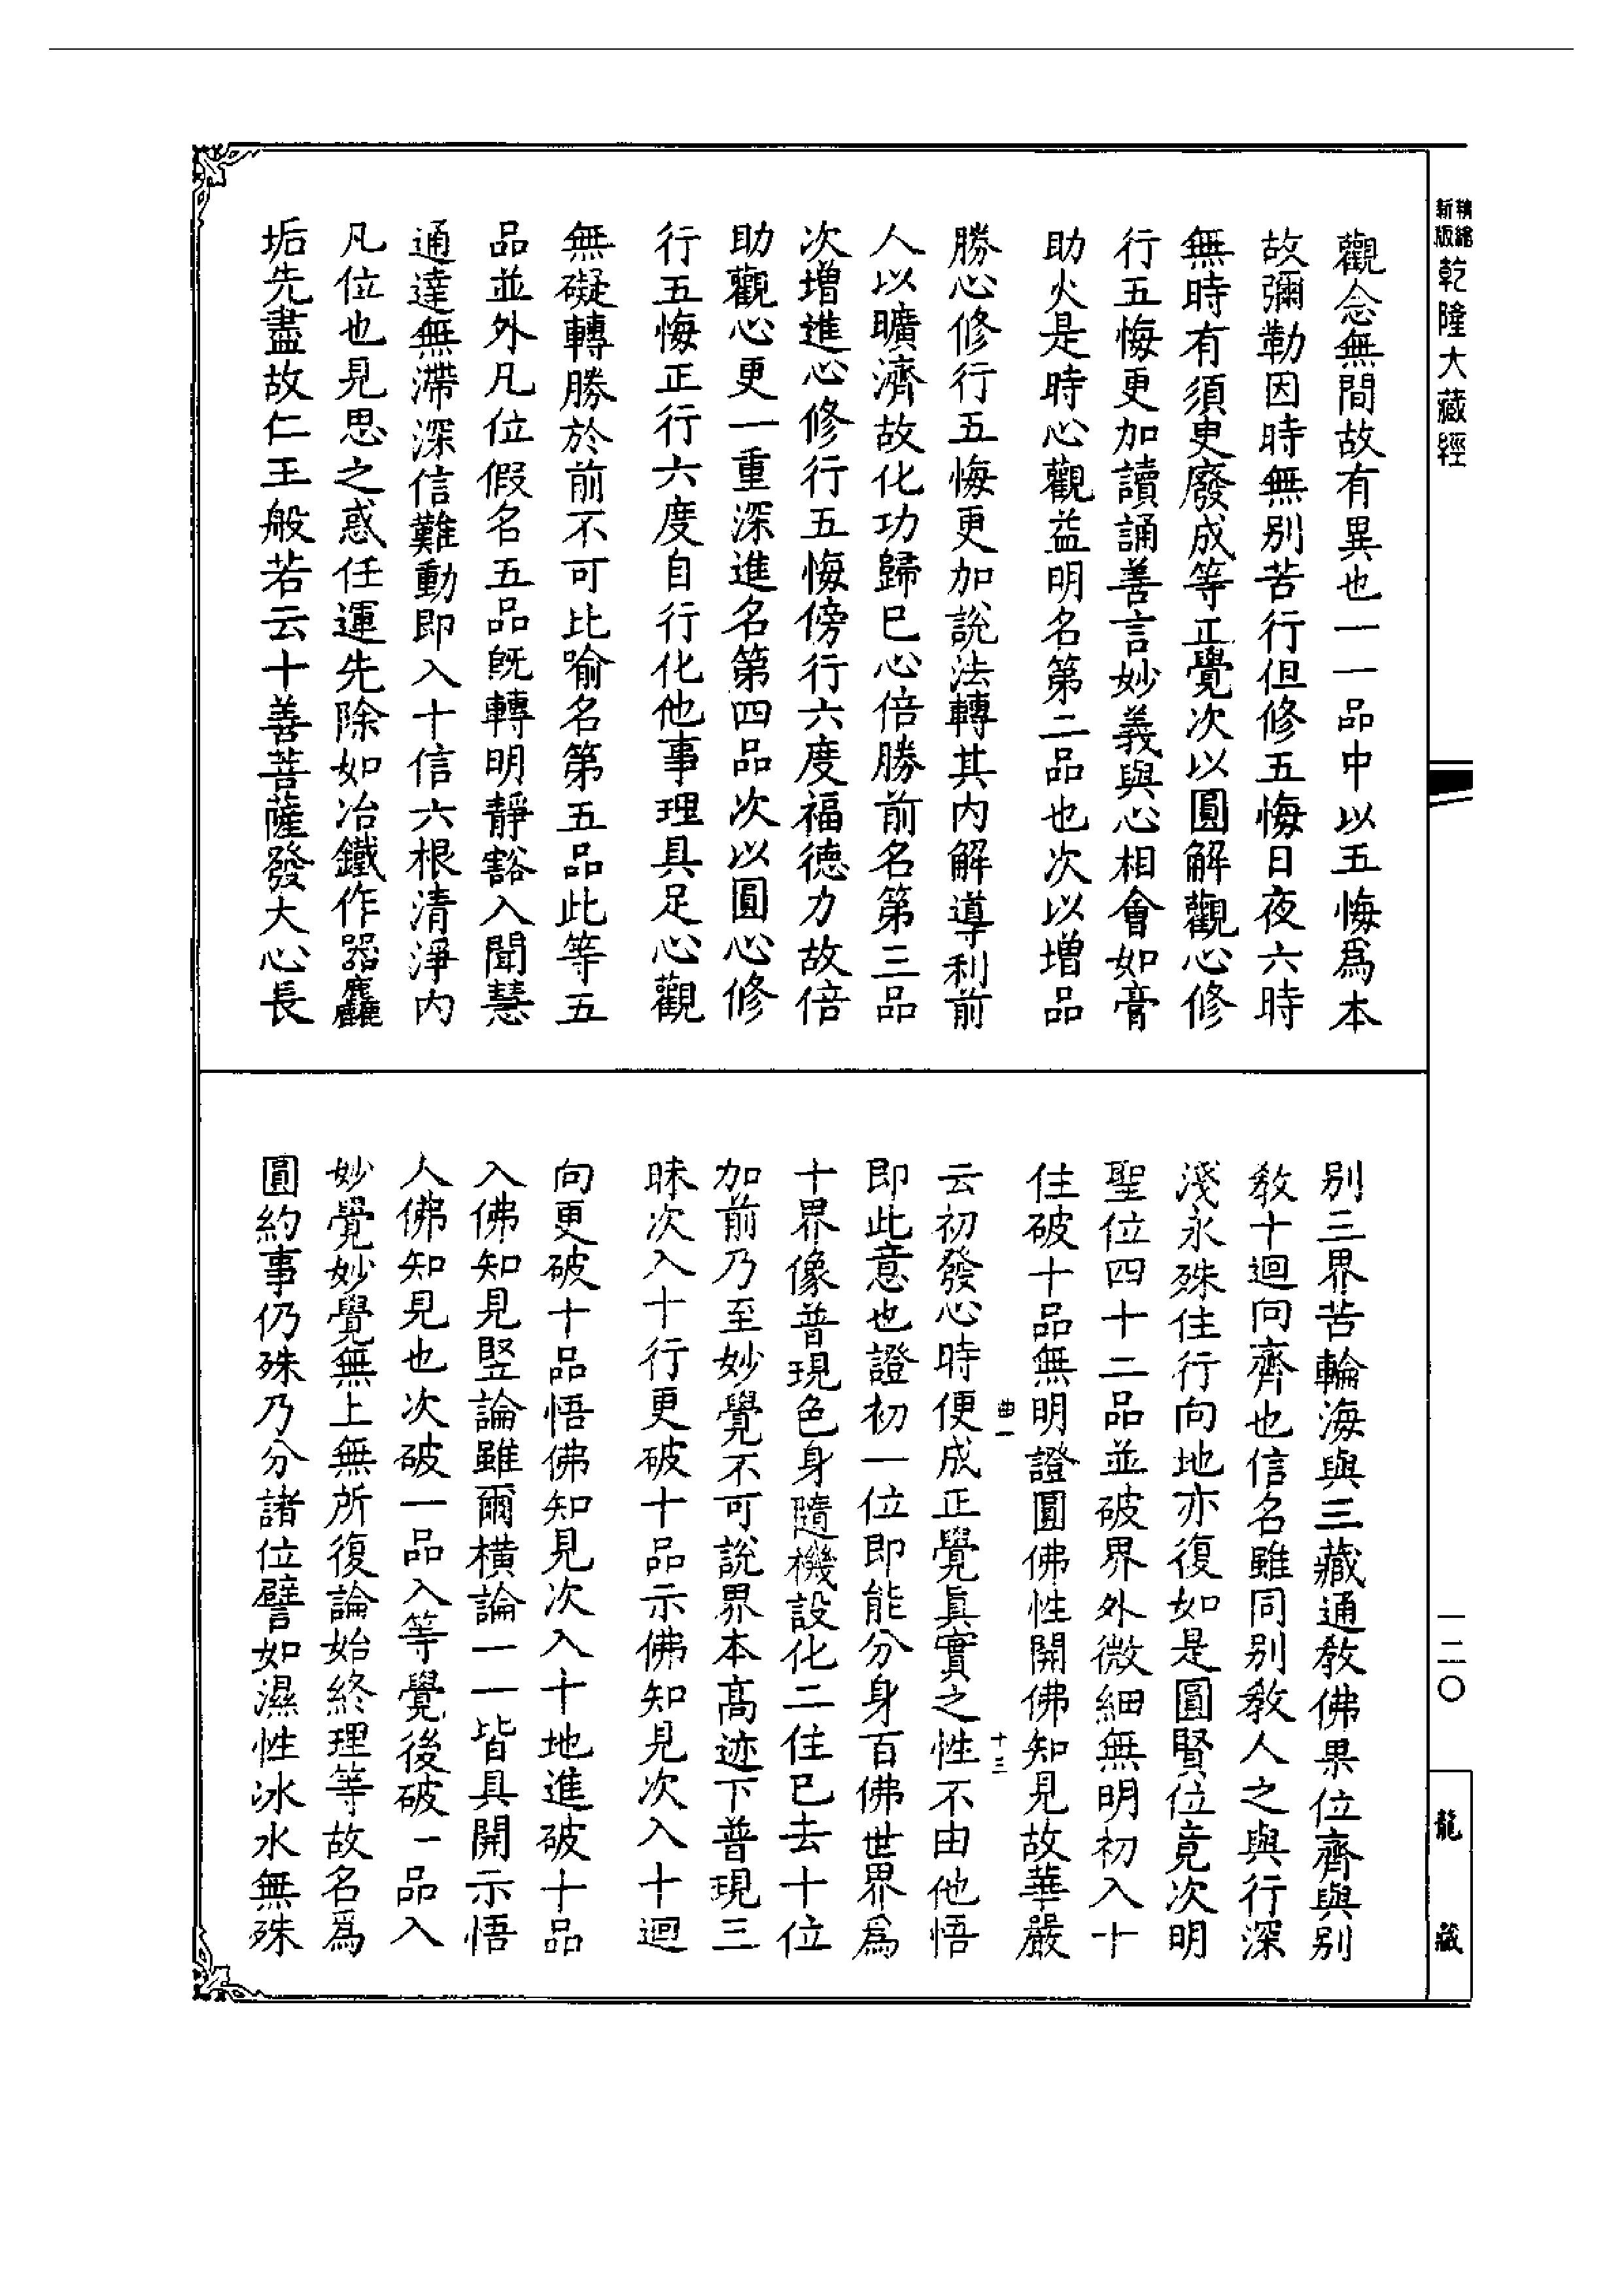 精縮
新版
乾隆大藏經
觀念無間故有異也一一品中以五悔爲本
故彌勒因時無別苦行但修五悔日夜六時
無時有須更廢成等正覺次以圓解觀心修
行五悔更加讀誦善言妙義與心相會如膏
助火是時心觀益明名第二品也次以增品
勝心修行五悔更加說法轉其内解導利前
人以曠濟故化功歸巳心倍勝前名第三品
次增進心修行五悔傍行六度福德力故倍
助觀心更一重深進名第四品次以圓心修
行五悔正行六度自行化他事理具足心觀
無礙轉勝於前不可比喻名第五品此等五
品並外凡位假名五品旣轉明靜豁入聞慧
通達無滯深信難動即入十信六根清淨内
凡位也見思之惑任運先除如冶鐵作器麤
垢先盡故仁王般若云十善菩薩發大心長
別三界苦輪海與三藏通敎佛果位齊與别
敎十迴向齊也信名雖同别敎人之與行深
淺永殊住行向地亦復如是圓賢位竟次明
聖位四十二品並破界外微細無明初入十
住破十品無明證圓佛性開佛知見故華嚴
曲一
十三
云初發心時便成正覺眞實之性不由他悟
即此意也證初一位即能分身百佛世界爲
十界像普現色身隨機設化二住已去十位
加前乃至妙覺不可說界本髙迹下普現三
昧次入十行更破十品示佛知見次入十迴
向更破十品悟佛知見次入十地進破十品
入佛知見竪論雖爾橫論一一皆具開示悟
人佛知見也次破一品入等覺後破一品入
妙覺妙覺無上無所復論始終理等故名爲
圓約事仍殊乃分諸位譬如濕性冰水無殊
一二〇
龍藏